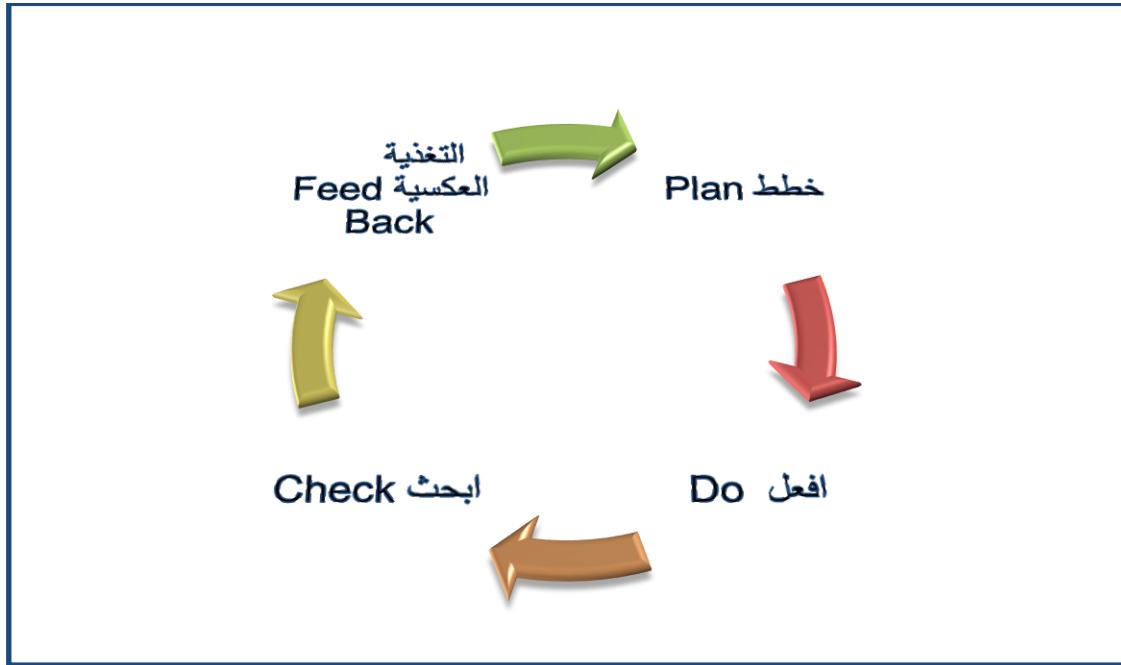 التغذية
العكسية Feed
Back
خطط Plan
افعل Do
ابحث Check